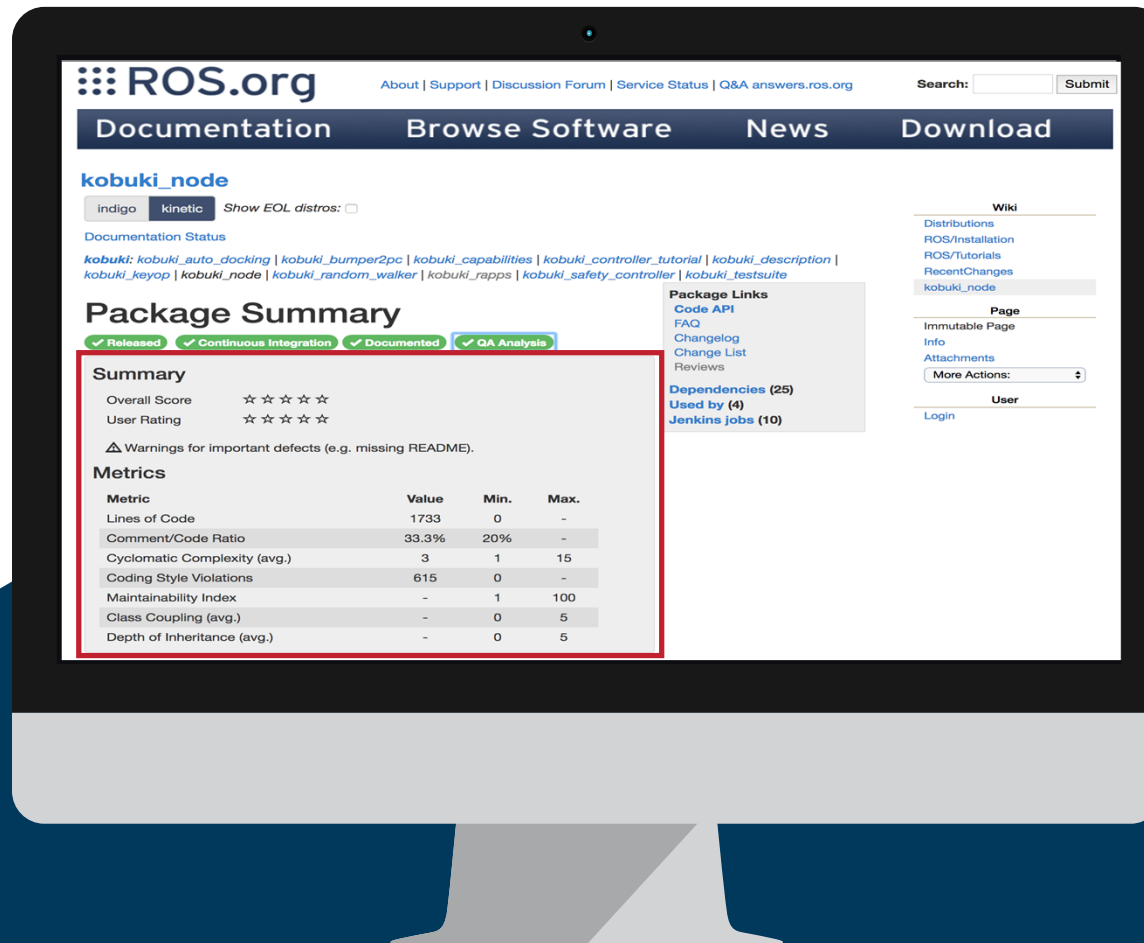 ROS.org
About | Support | Discussion Forum | Service Status | Q&A answers.ros.org
Search: Submit
Documentation Browse Software News Download
kobuki_node
indigo kinetic Show EOL distros:
Documentation Status
kobuki: kobuki_auto_docking | kobuki_bumper2pc | kobuki_capabilities | kobuki_controller_tutorial | kobuki_description |
kobuki_keyop | kobuki_node | kobuki_random_walker | kobuki_rapps | kobuki_safety_controller | kobuki_testsuite
Package Summary
✓ Released ✓ Continuous Integration ✓ Documented ✓ QA Analysis
Summary
Overall Score ☆☆☆☆☆
User Rating ☆☆☆☆☆
⚠ Warnings for important defects (e.g. missing README).
Metrics
Metric Value Min. Max.
Lines of Code 1733 0 -
Comment/Code Ratio 33.3% 20% -
Cyclomatic Complexity (avg.) 3 1 15
Coding Style Violations 615 0 -
Maintainability Index - 1 100
Class Coupling (avg.) - 0 5
Depth of Inheritance (avg.) - 0 5
Package Links
Code API
FAQ
Changelog
Change List
Reviews
Dependencies (25)
Used by (4)
Jenkins jobs (10)
Wiki
Distributions
ROS/Installation
ROS/Tutorials
RecentChanges
kobuki_node
Page
Immutable Page
Info
Attachments
More Actions:
User
Login